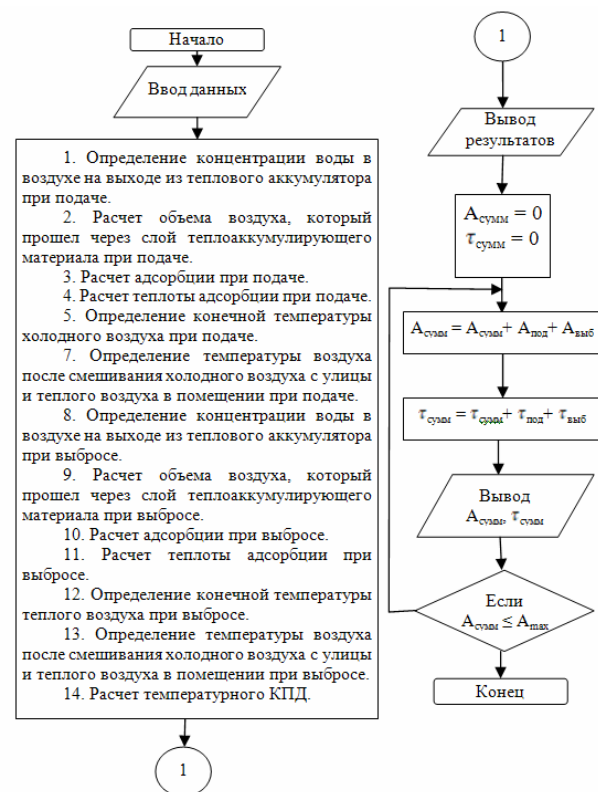 Начало
Ввод данных
1. Определение концентрации воды в
воздухе на выходе из теплового аккумулятора
при подаче.
2. Расчет объема воздуха, который
прошел через слой теплоаккумулирующего
материала при подаче.
3. Расчет адсорбции при подаче.
4. Расчет теплоты адсорбции при подаче.
5. Определение конечной температуры
холодного воздуха при подаче.
7. Определение температуры воздуха
после смешивания холодного воздуха с улицы
и теплого воздуха в помещении при подаче.
8. Определение концентрации воды в
воздухе на выходе из теплового аккумулятора
при выбросе.
9. Расчет объема воздуха, который
прошел через слой теплоаккумулирующего
материала при выбросе.
10. Расчет адсорбции при выбросе.
11. Расчет теплоты адсорбции при
выбросе.
12. Определение конечной температуры
теплого воздуха при выбросе.
13. Определение температуры воздуха
после смешивания холодного воздуха с улицы
и теплого воздуха в помещении при выбросе.
14. Расчет температурного КПД.
1
1
Вывод
результатов
Aсумм = 0
τсумм = 0
Aсумм = Aсумм+ Aпод+ Aвыб
τсумм = τсумм+ τпод+ τвыб
Вывод
Aсумм, τсумм
Если
Aсумм ≤ Amax
Конец